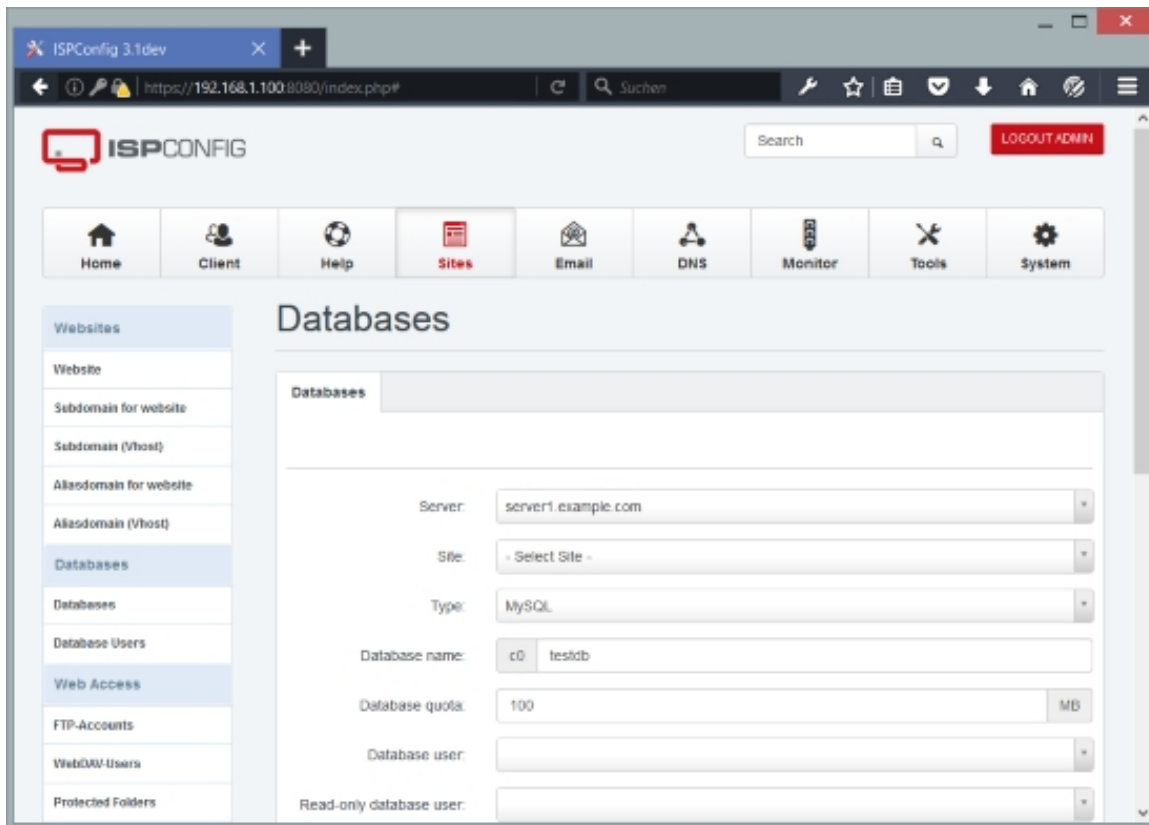 ISPConfig 3.1dev
https://192.168.1.100:8080/index.php#
Suchen
ISPCONFIG
Search
LOGOUT ADMIN
Home
Client
Help
Sites
Email
DNS
Monitor
Tools
System
Websites
Website
Subdomain for website
Subdomain (Vhost)
Aliasdomain for website
Aliasdomain (Vhost)
Databases
Databases
Database Users
Web Access
FTP-Accounts
WebDAV-Users
Protected Folders
Databases
Databases
Server: server1.example.com
Site: - Select Site -
Type: MySQL
Database name: c0 testdb
Database quota: 100 MB
Database user:
Read-only database user: